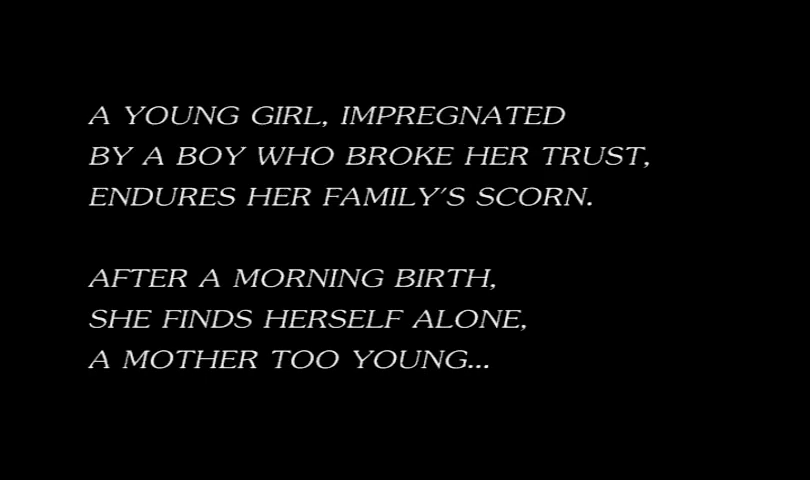 A YOUNG GIRL, IMPREGNATED
BY A BOY WHO BROKE HER TRUST,
ENDURES HER FAMILY'S SCORN.
AFTER A MORNING BIRTH,
SHE FINDS HERSELF ALONE,
A MOTHER TOO YOUNG...